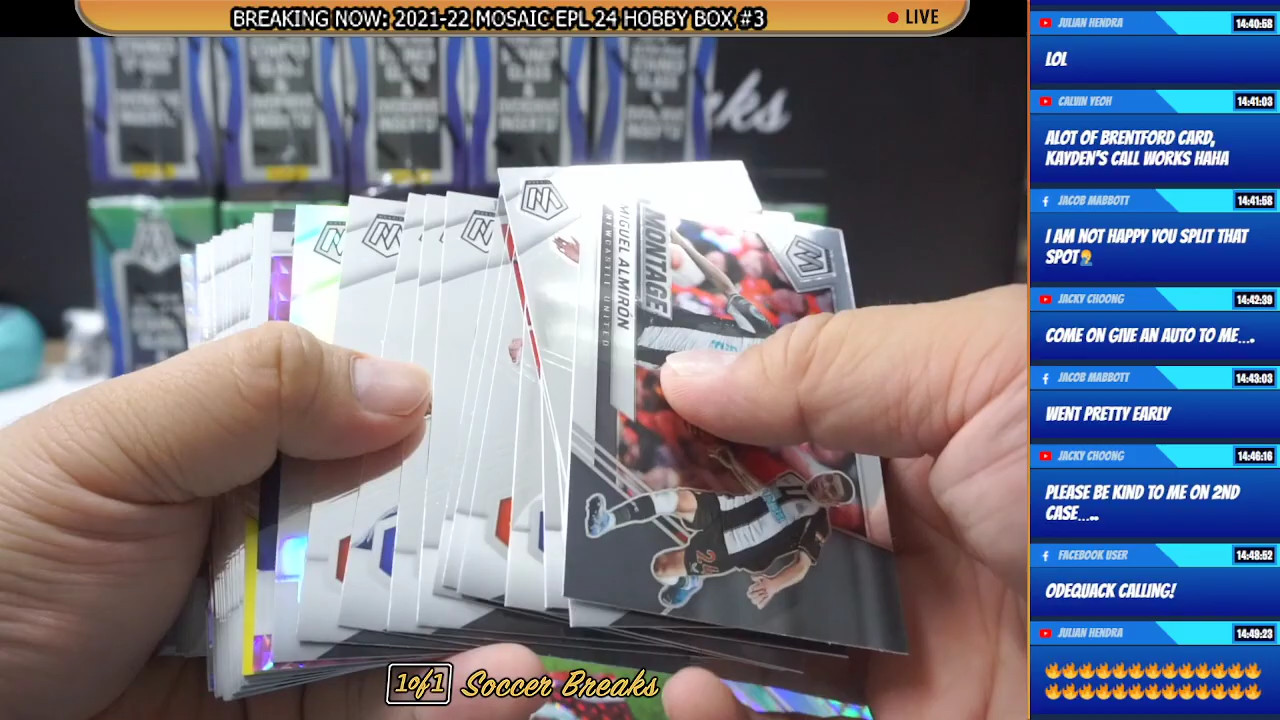 BREAKING NOW: 2021-22 MOSAIC EPL 24 HOBBY BOX #3
LIVE
MONTAGE
MIGUEL ALMIRÓN
NEWCASTLE UNITED
1of1 Soccer Breaks
JULIAN HENDRA 14:40:58
LOL
CALVIN YEOH 14:41:03
ALOT OF BRENTFORD CARD,
KAYDEN'S CALL WORKS HAHA
JACOB MABBOTT 14:41:58
I AM NOT HAPPY YOU SPLIT THAT
SPOT
JACKY CHOONG 14:42:39
COME ON GIVE AN AUTO TO ME....
JACOB MABBOTT 14:43:03
WENT PRETTY EARLY
JACKY CHOONG 14:46:16
PLEASE BE KIND TO ME ON 2ND
CASE.....
FACEBOOK USER 14:48:52
ODEQUACK CALLING!
JULIAN HENDRA 14:49:23